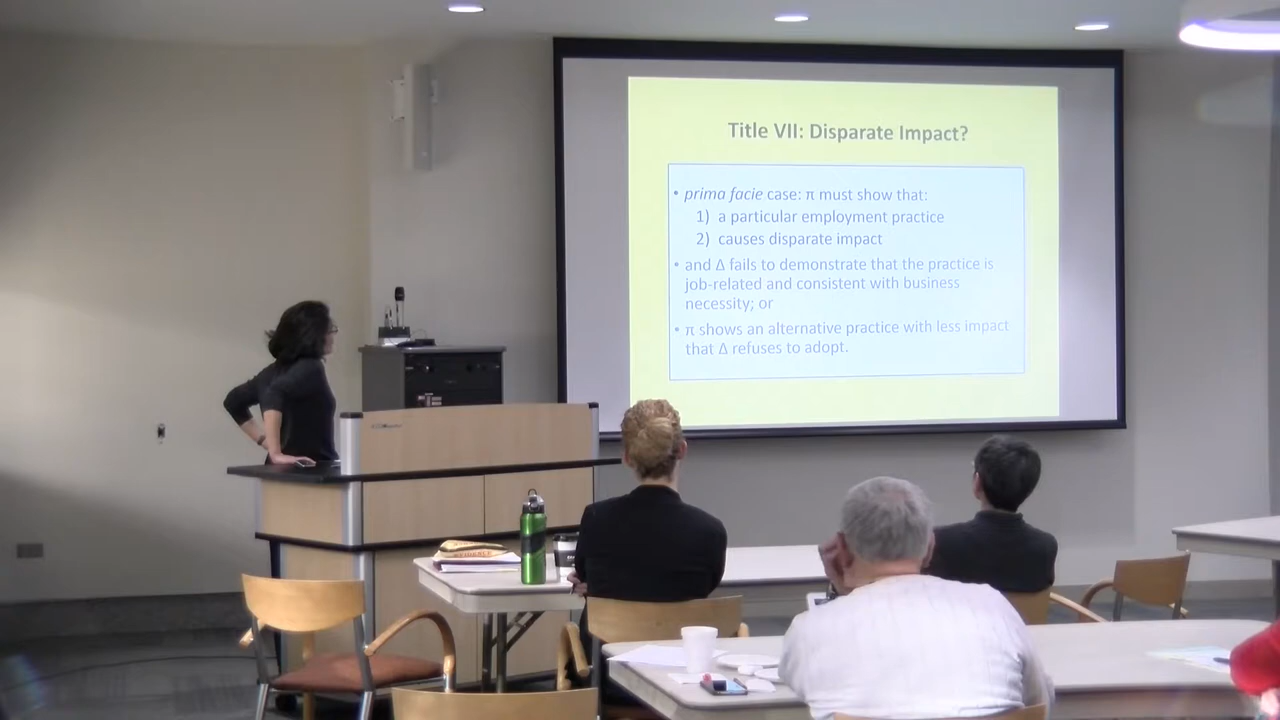 Title VII: Disparate Impact?
• prima facie case: π must show that:
1) a particular employment practice
2) causes disparate impact
• and Δ fails to demonstrate that the practice is
job-related and consistent with business
necessity; or
• π shows an alternative practice with less impact
that Δ refuses to adopt.